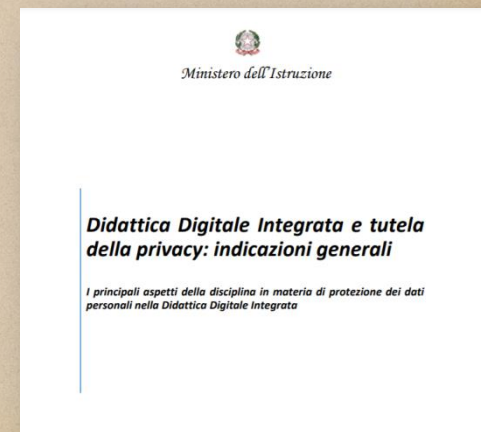 Ministero dell'Istruzione
Didattica Digitale Integrata e tutela
della privacy: indicazioni generali
I principali aspetti della disciplina in materia di protezione dei dati
personali nella Didattica Digitale Integrata